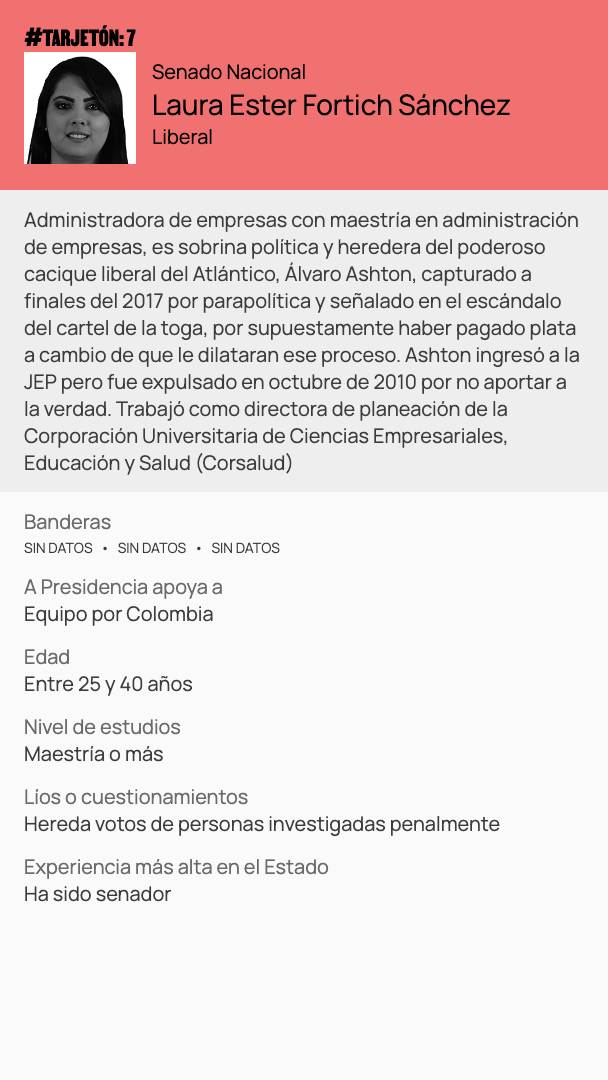 #TARJETÓN: 7
Senado Nacional
Laura Ester Fortich Sánchez
Liberal
Administradora de empresas con maestría en administración
de empresas, es sobrina política y heredera del poderoso
cacique liberal del Atlántico, Álvaro Ashton, capturado a
finales del 2017 por parapolítica y señalado en el escándalo
del cartel de la toga, por supuestamente haber pagado plata
a cambio de que le dilataran ese proceso. Ashton ingresó a la
JEP pero fue expulsado en octubre de 2010 por no aportar a
la verdad. Trabajó como directora de planeación de la
Corporación Universitaria de Ciencias Empresariales,
Educación y Salud (Corsalud)
Banderas
SIN DATOS • SIN DATOS • SIN DATOS
A Presidencia apoya a
Equipo por Colombia
Edad
Entre 25 y 40 años
Nivel de estudios
Maestría o más
Líos o cuestionamientos
Hereda votos de personas investigadas penalmente
Experiencia más alta en el Estado
Ha sido senador